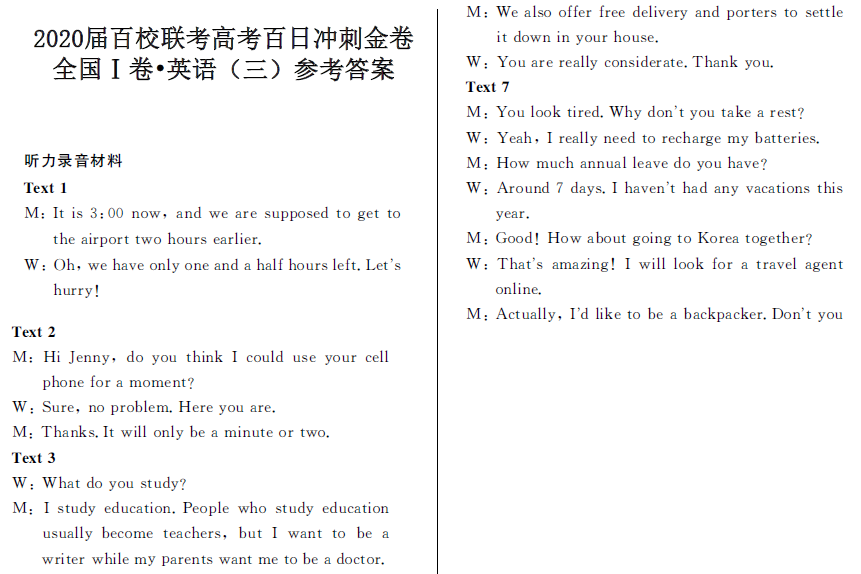 2020届百校联考高考百日冲刺金卷
全国Ⅰ卷•英语（三）参考答案
听力录音材料
Text 1
M: It is 3:00 now, and we are supposed to get to
the airport two hours earlier.
W: Oh, we have only one and a half hours left. Let's
hurry!
Text 2
M: Hi Jenny, do you think I could use your cell
phone for a moment?
W: Sure, no problem. Here you are.
M: Thanks. It will only be a minute or two.
Text 3
W: What do you study?
M: I study education. People who study education
usually become teachers, but I want to be a
writer while my parents want me to be a doctor.
M: We also offer free delivery and porters to settle
it down in your house.
W: You are really considerate. Thank you.
Text 7
M: You look tired. Why don't you take a rest?
W: Yeah, I really need to recharge my batteries.
M: How much annual leave do you have?
W: Around 7 days. I haven't had any vacations this
year.
M: Good! How about going to Korea together?
W: That's amazing! I will look for a travel agent
online.
M: Actually, I'd like to be a backpacker. Don't you